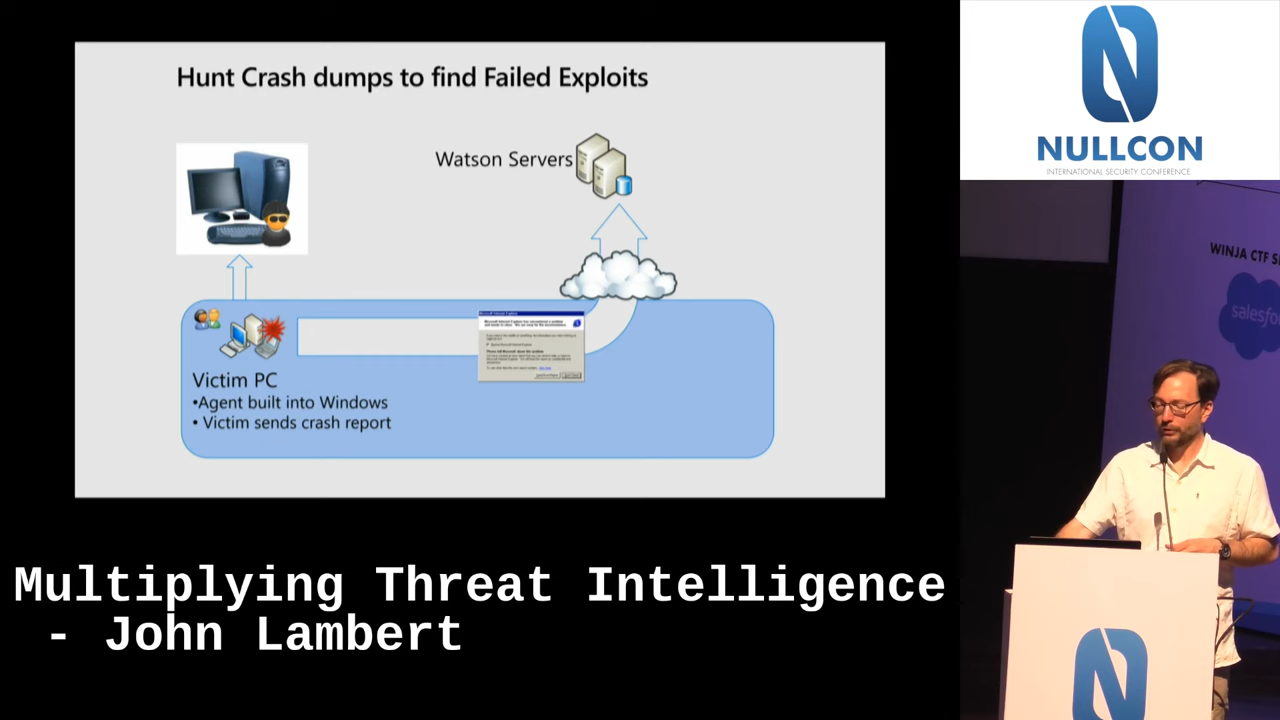 Hunt Crash dumps to find Failed Exploits
Watson Servers
Victim PC
•Agent built into Windows
• Victim sends crash report
NULLCON
INTERNATIONAL SECURITY CONFERENCE
WINJA CTF
salesfo
Multiplying Threat Intelligence
- John Lambert